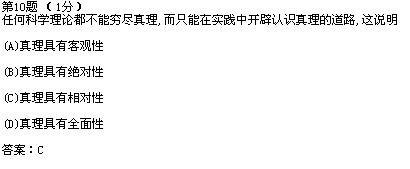 第10题 ( 1分)
任何科学理论都不能穷尽真理,而只能在实践中开辟认识真理的道路,这说明
(A)真理具有客观性
(B)真理具有绝对性
(C)真理具有相对性
(D)真理具有全面性
答案：C